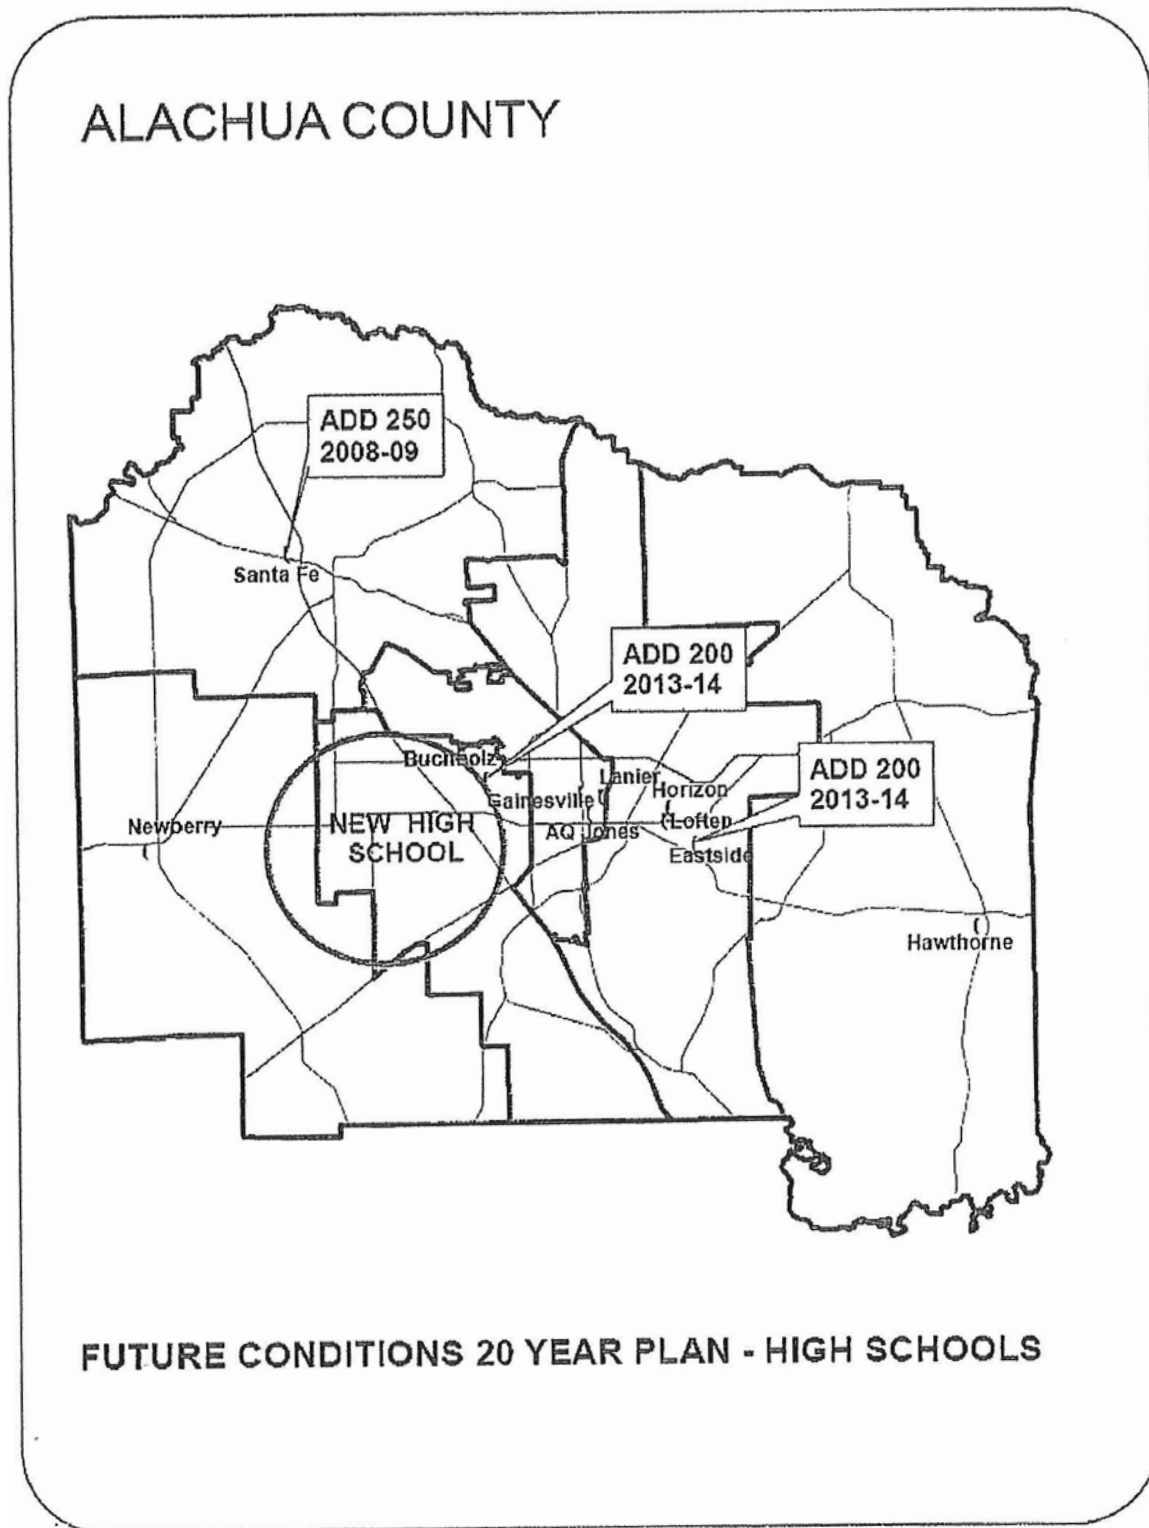 ALACHUA COUNTY
ADD 250
2008-09
Santa Fe
ADD 200
2013-14
Buchholz
ADD 200
2013-14
Lanier
Horizon
Gainesville
Newberry
NEW HIGH
SCHOOL
AQ Jones
Loften
Eastside
Hawthorne
FUTURE CONDITIONS 20 YEAR PLAN - HIGH SCHOOLS